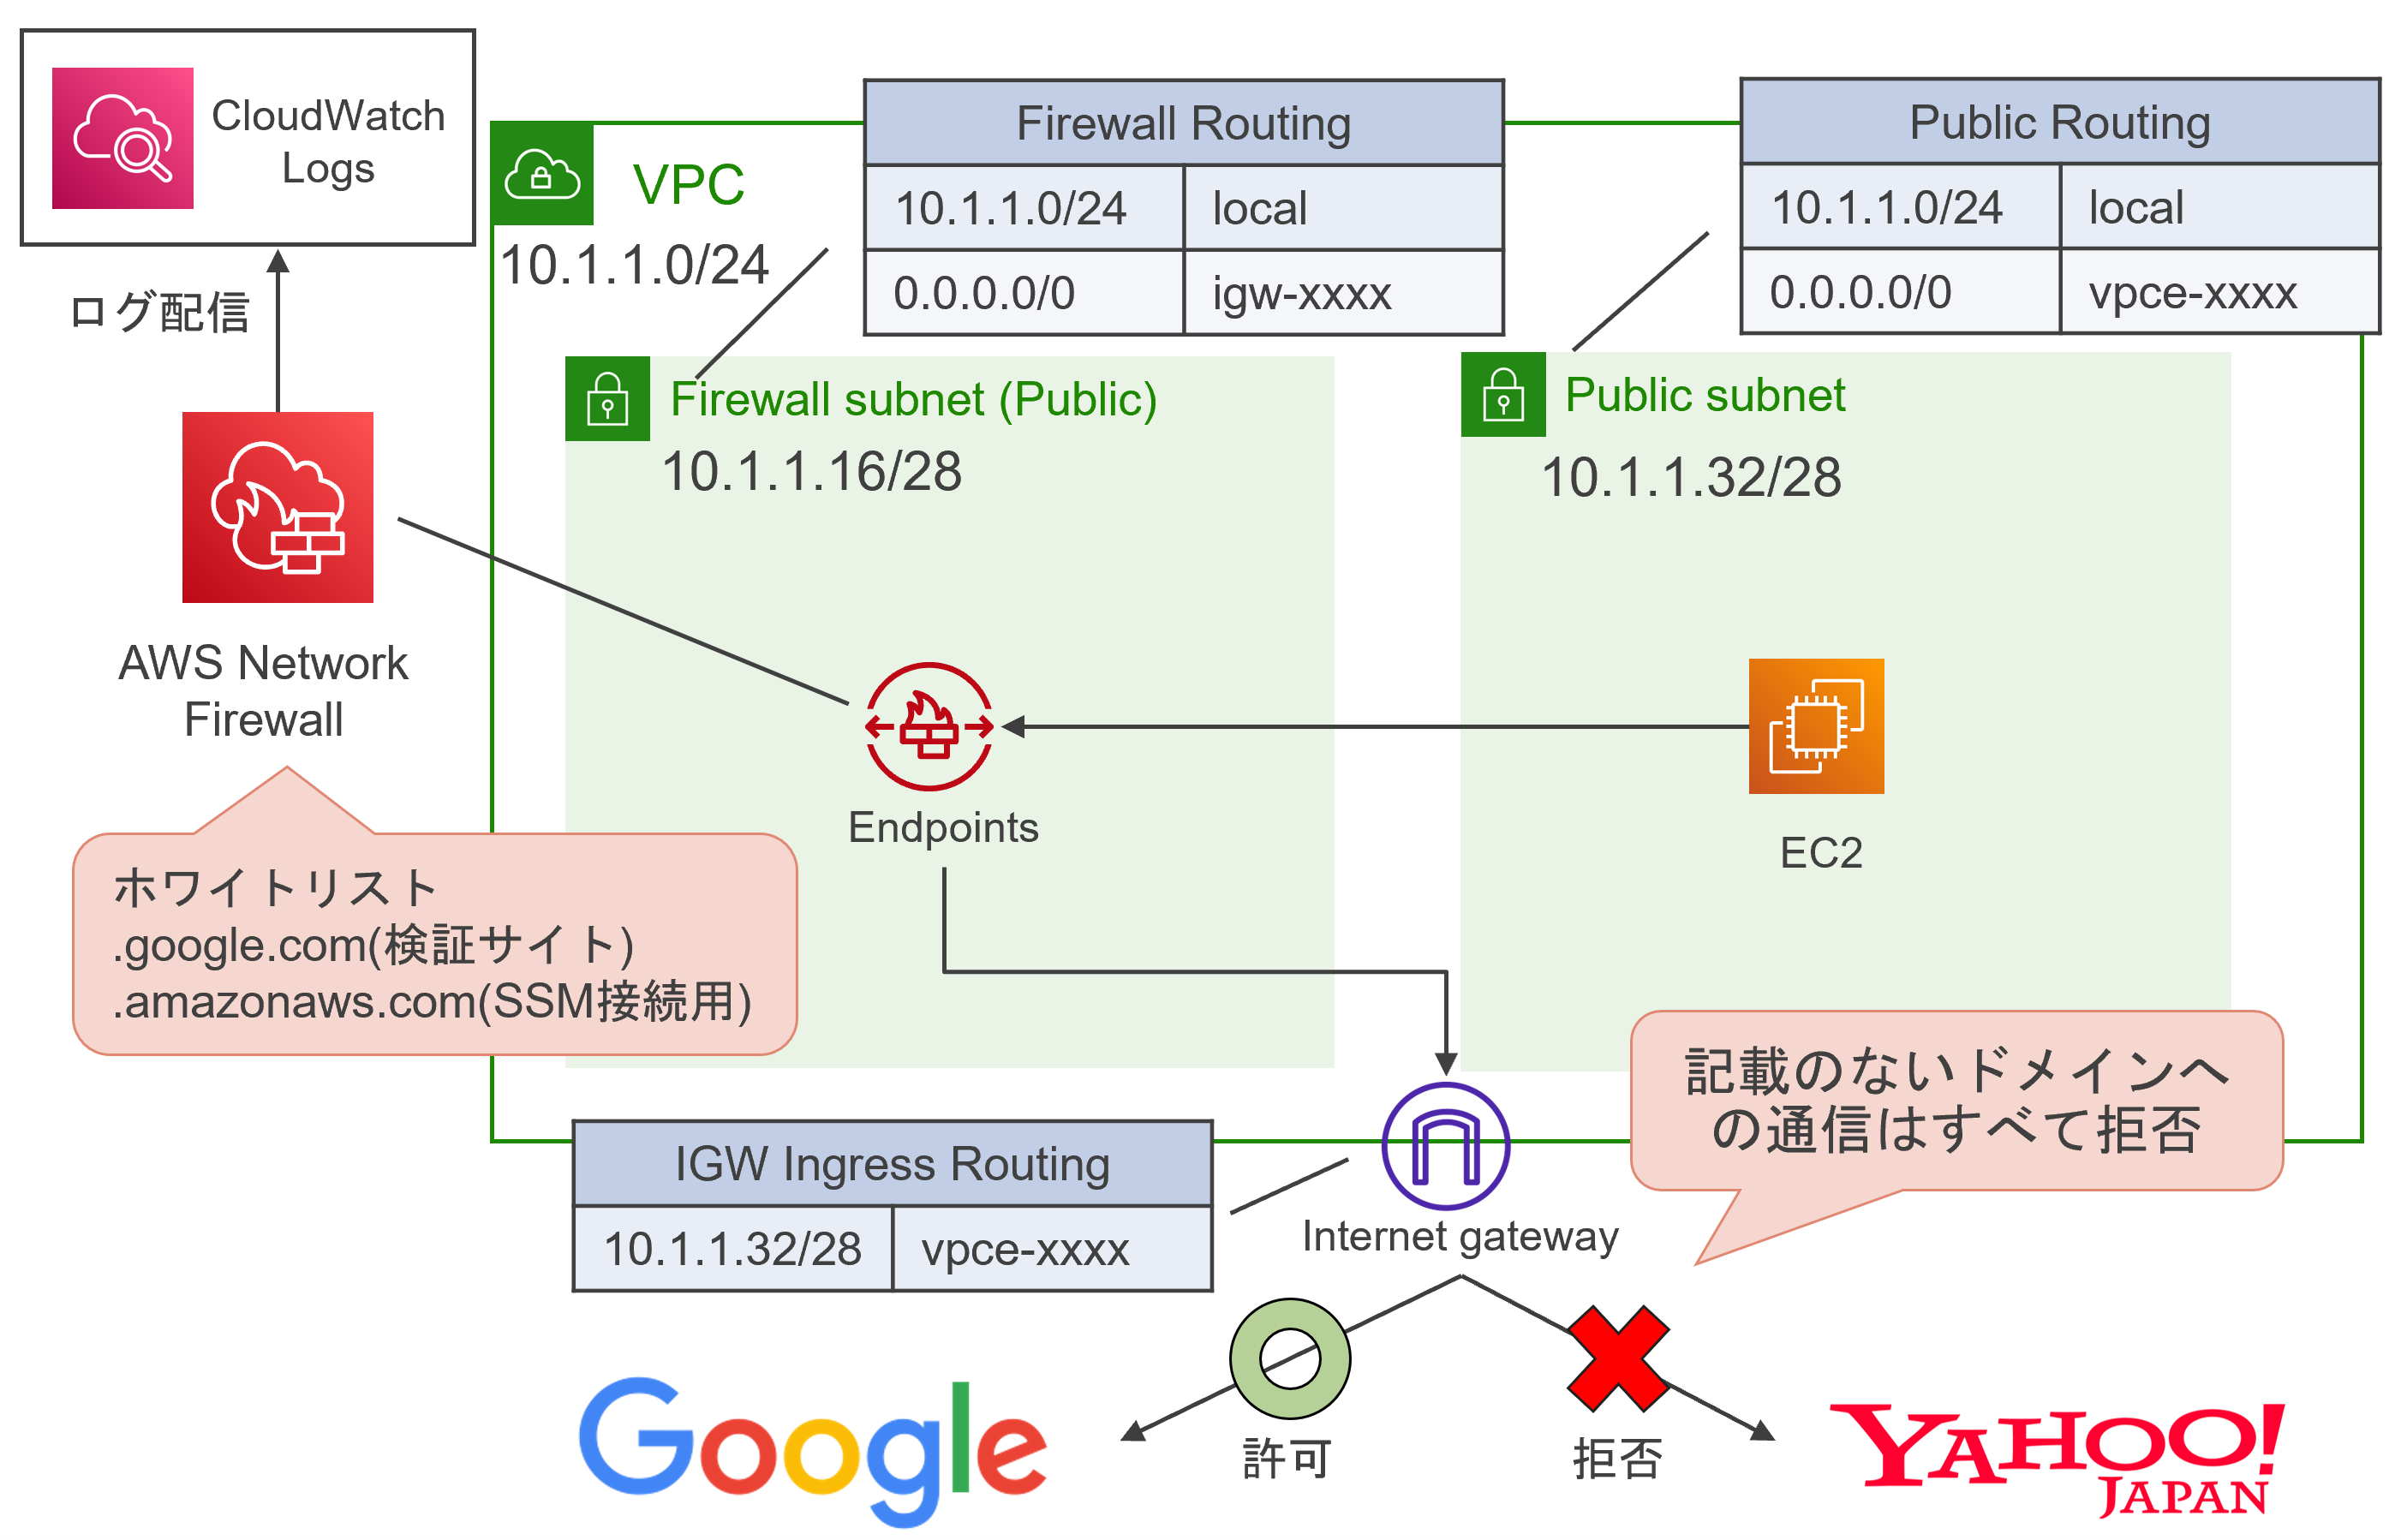 CloudWatch
Logs
ログ配信
AWS Network
Firewall
ホワイトリスト
.google.com(検証サイト)
.amazonaws.com(SSM接続用)
VPC
10.1.1.0/24
Firewall Routing
10.1.1.0/24 local
0.0.0.0/0 igw-xxxx
Public Routing
10.1.1.0/24 local
0.0.0.0/0 vpce-xxxx
Firewall subnet (Public)
10.1.1.16/28
Public subnet
10.1.1.32/28
Endpoints
EC2
記載のないドメインへ
の通信はすべて拒否
IGW Ingress Routing
10.1.1.32/28 vpce-xxxx
Internet gateway
許可
拒否
Google
YAHOO!
JAPAN